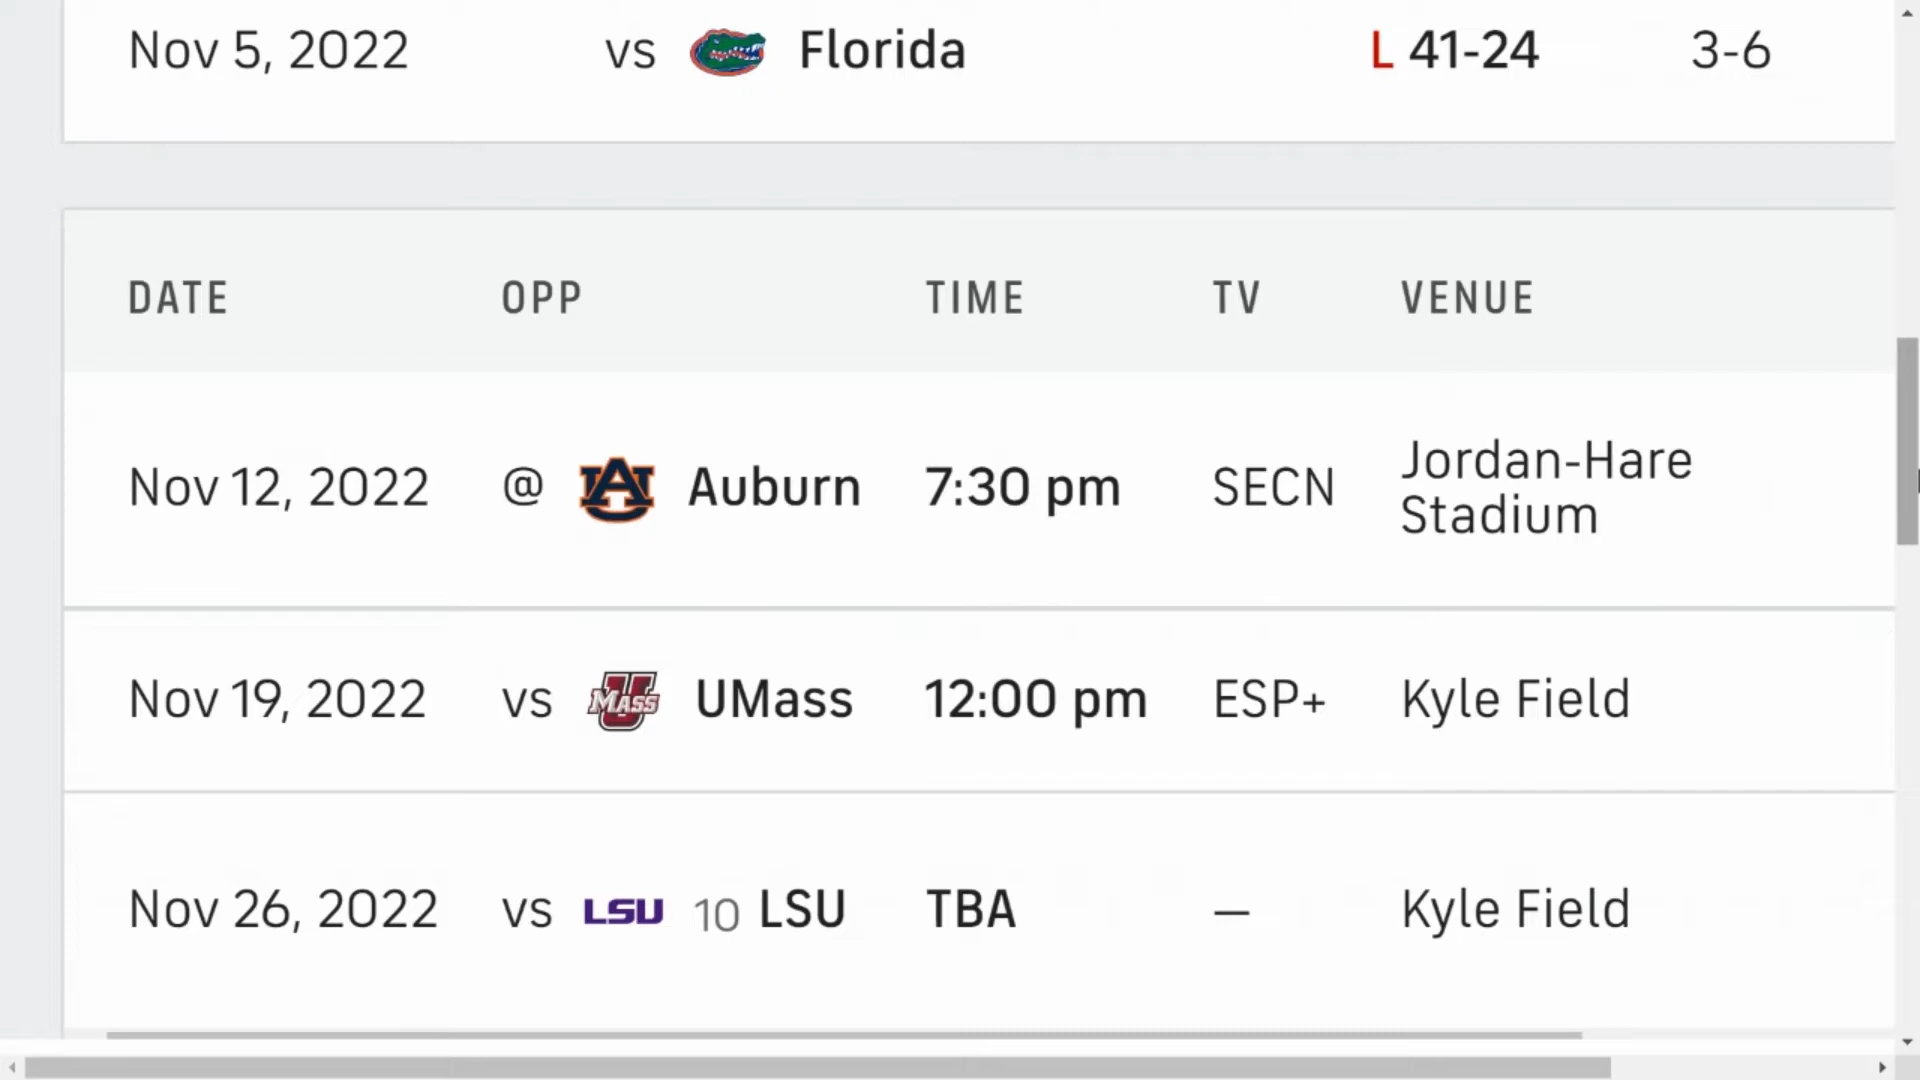 Nov 5, 2022 vs Florida L 41-24 3-6
DATE OPP TIME TV VENUE
Nov 12, 2022 @ AU Auburn 7:30 pm SECN Jordan-Hare
Stadium
Nov 19, 2022 vs U MASS UMass 12:00 pm ESP+ Kyle Field
Nov 26, 2022 vs LSU 10 LSU TBA — Kyle Field